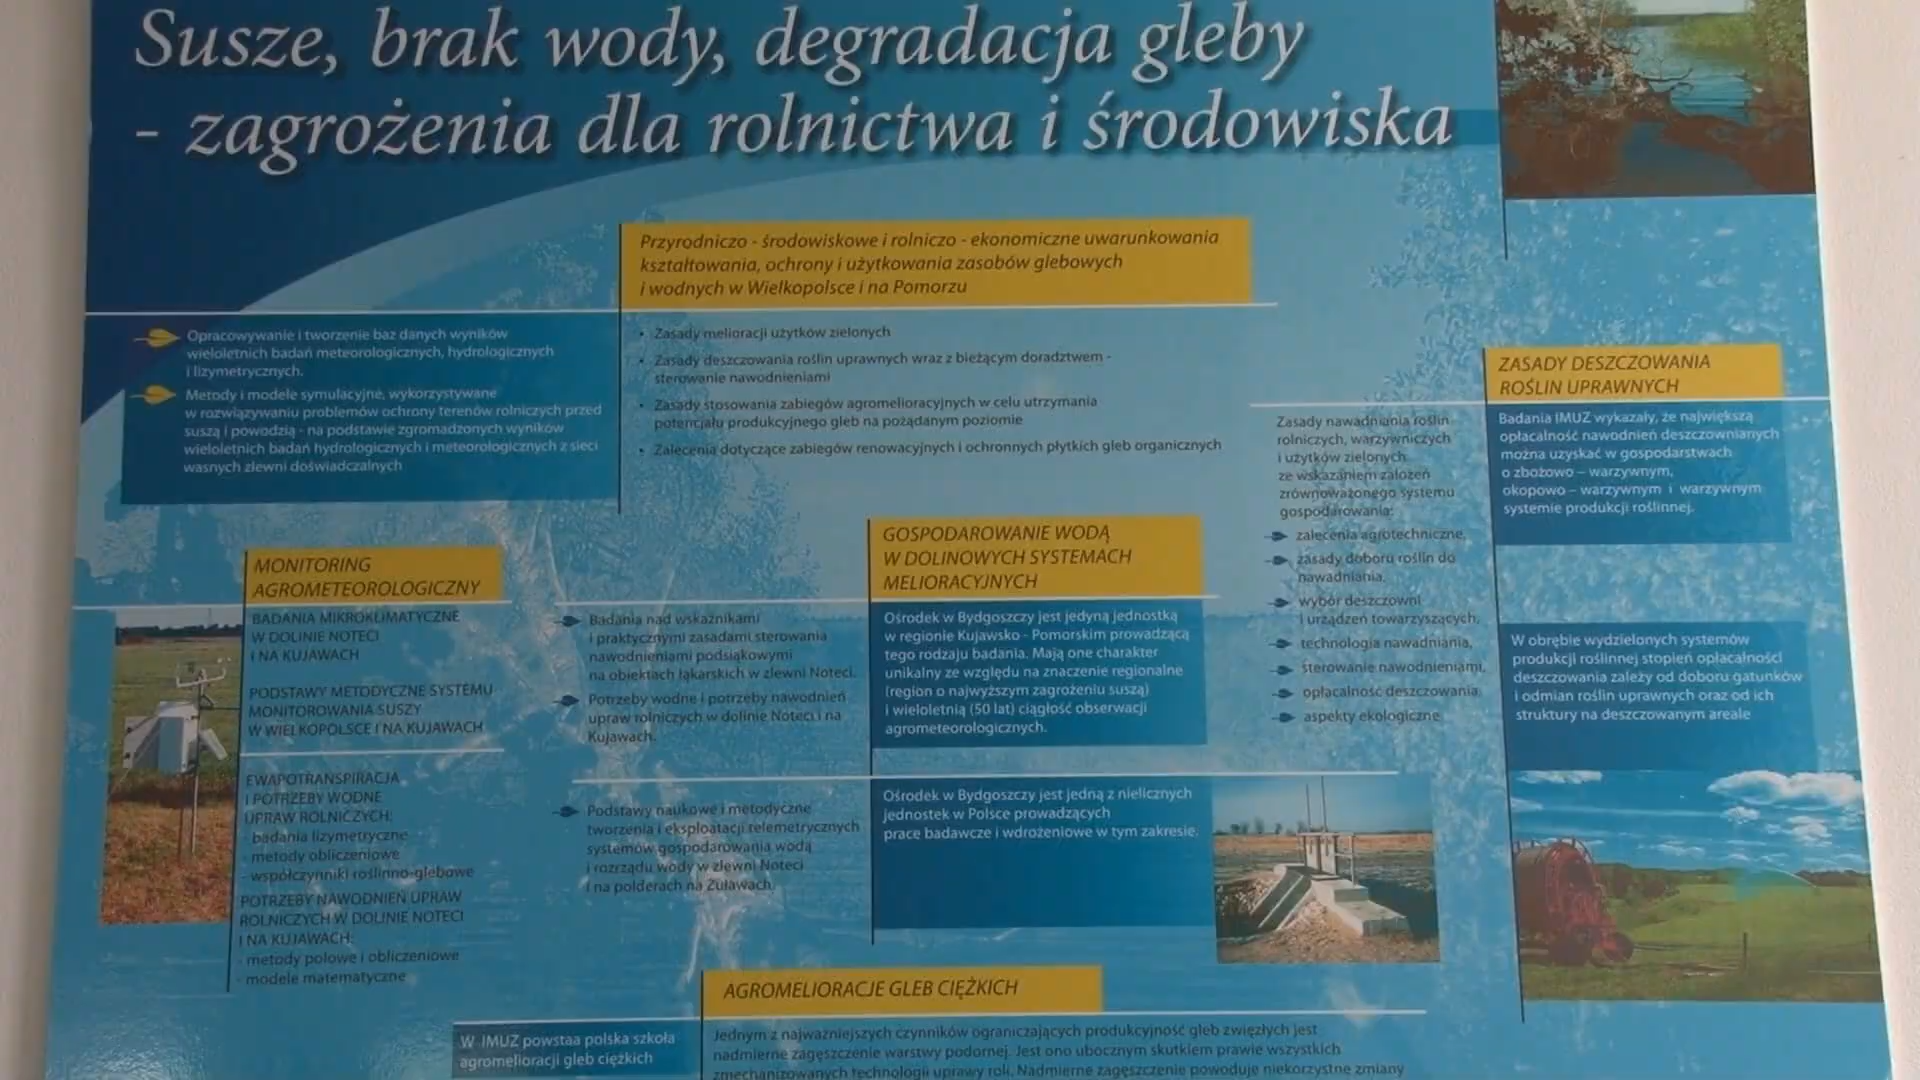 Susze, brak wody, degradacja gleby
- zagrożenia dla rolnictwa i środowiska
Przyrodniczo - środowiskowe i rolniczo - ekonomiczne uwarunkowania
kształtowania, ochrony i użytkowania zasobów glebowych
i wodnych w Wielkopolsce i na Pomorzu
Opracowywanie i tworzenie baz danych wyników
wieloletnich badań meteorologicznych, hydrologicznych
i lizymetrycznych.
Metody i modele symulacyjne, wykorzystywane
w rozwiązywaniu problemów ochrony terenów rolniczych przed
suszą i powodzią - na podstawie zgromadzonych wyników
wieloletnich badań hydrologicznych i meteorologicznych z sieci
własnych zlewni doświadczalnych
• Zasady melioracji użytków zielonych
• Zasady deszczowania roślin uprawnych wraz z bieżącym doradztwem -
sterowanie nawodnieniami
• Zasady stosowania zabiegów agromelioracyjnych w celu utrzymania
potencjału produkcyjnego gleb na pożądanym poziomie
• Zalecenia dotyczące zabiegów renowacyjnych i ochronnych płytkich gleb organicznych
MONITORING
AGROMETEOROLOGICZNY
BADANIA MIKROKLIMATYCZNE
W DOLINIE NOTECI
I NA KUJAWACH
PODSTAWY METODYCZNE SYSTEMU
MONITOROWANIA SUSZY
W WIELKOPOLSCE I NA KUJAWACH
EWAPOTRANSPIRACJA
I POTRZEBY WODNE
UPRAW ROLNICZYCH:
- badania lizymetryczne
- metody obliczeniowe
- współczynniki roślinno-glebowe
POTRZEBY NAWODNIEŃ UPRAW
ROLNICZYCH W DOLINIE NOTECI
I NA KUJAWACH:
- metody polowe i obliczeniowe
- modele matematyczne
Badania nad wskaźnikami
i praktycznymi zasadami sterowania
nawodnieniami podsiąkowymi
na obiektach łąkarskich w zlewni Noteci.
Potrzeby wodne i potrzeby nawodnień
upraw rolniczych w dolinie Noteci i na
Kujawach.
Podstawy naukowe i metodyczne
tworzenia i eksploatacji telemetrycznych
systemów gospodarowania wodą
i rozrządu wody w zlewni Noteci
i na polderach na Żuławach.
GOSPODAROWANIE WODĄ
W DOLINOWYCH SYSTEMACH
MELIORACYJNYCH
Ośrodek w Bydgoszczy jest jedyną jednostką
w regionie Kujawsko - Pomorskim prowadzącą
tego rodzaju badania. Mają one charakter
unikalny ze względu na znaczenie regionalne
(region o najwyższym zagrożeniu suszą)
i wieloletnią (50 lat) ciągłość obserwacji
agrometeorologicznych.
Ośrodek w Bydgoszczy jest jedną z nielicznych
jednostek w Polsce prowadzących
prace badawcze i wdrożeniowe w tym zakresie.
Zasady nawadniania roślin
rolniczych, warzywniczych
i użytków zielonych
ze wskazaniem założeń
zrównoważonego systemu
gospodarowania:
zalecenia agrotechniczne,
zasady doboru roślin do
nawadniania,
wybór deszczowni
i urządzeń towarzyszących,
technologia nawadniania,
sterowanie nawodnieniami,
opłacalność deszczowania,
aspekty ekologiczne
ZASADY DESZCZOWANIA
ROŚLIN UPRAWNYCH
Badania IMUZ wykazały, że największą
opłacalność nawodnień deszczownianych
można uzyskać w gospodarstwach
o zbożowo – warzywnym,
okopowo – warzywnym i warzywnym
systemie produkcji roślinnej.
W obrębie wydzielonych systemów
produkcji roślinnej stopień opłacalności
deszczowania zależy od doboru gatunków
i odmian roślin uprawnych oraz od ich
struktury na deszczowanym areale
AGROMELIORACJE GLEB CIĘŻKICH
W IMUZ powstaa polska szkoła
agromelioracji gleb ciężkich
Jednym z najważniejszych czynników ograniczających produkcyjność gleb zwięzłych jest
nadmierne zagęszczenie warstwy podornej. Jest ono ubocznym skutkiem prawie wszystkich
zmechanizowanych technologii uprawy roli. Nadmierne zagęszczenie powoduje niekorzystne zmiany